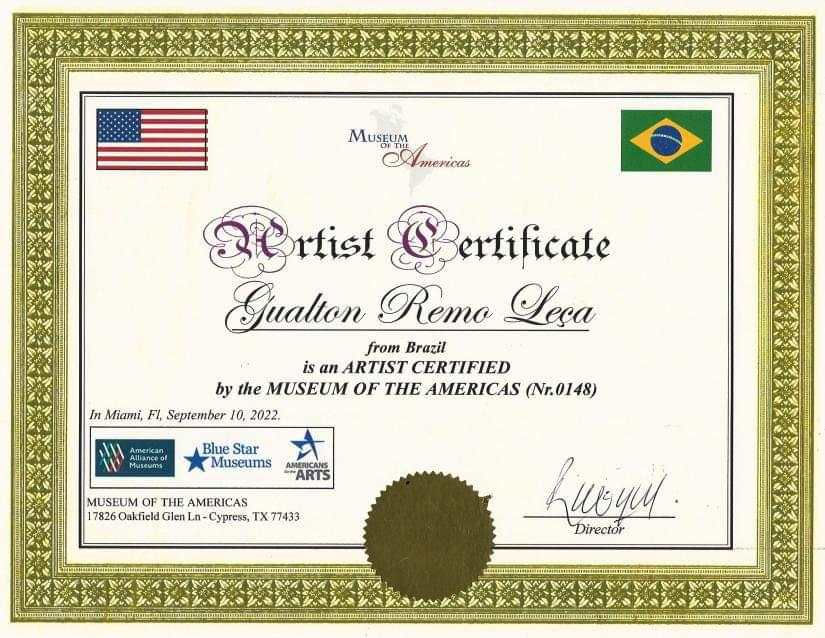 MUSEUM
OF THE
Americas
Artist Certificate
Gualton Remo Leça
from Brazil
is an ARTIST CERTIFIED
by the MUSEUM OF THE AMERICAS (Nr.0148)
In Miami, Fl, September 10, 2022.
American
Alliance of
Museums
Blue Star
Museums
AMERICANS
for the
ARTS
MUSEUM OF THE AMERICAS
17826 Oakfield Glen Ln - Cypress, TX 77433
Director